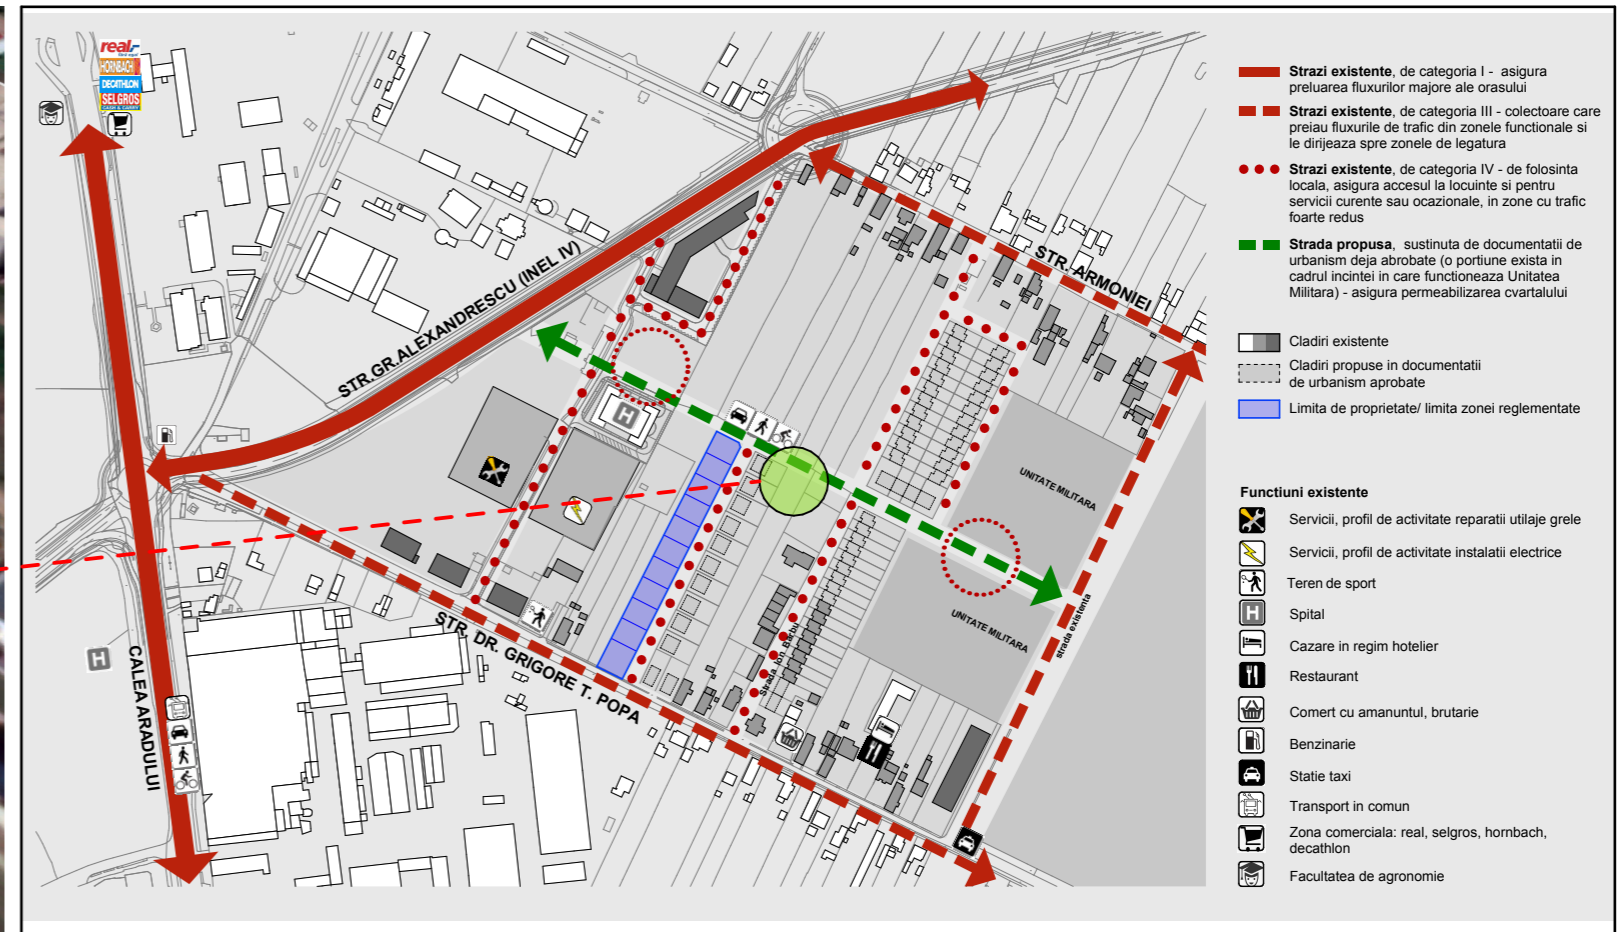 real,-
HORNBACH
DECATHLON
SELGROS
CASH & CARRY
STR.GR.ALEXANDRESCU (INEL IV)
STR. ARMONIEI
UNITATE MILITARA
UNITATE MILITARA
strada existenta
Strada Ion Barbu
STR. DR. GRIGORE T. POPA
CALEA ARADULUI
H
H
Strazi existente, de categoria I - asigura
preluarea fluxurilor majore ale orasului
Strazi existente, de categoria III - colectoare care
preiau fluxurile de trafic din zonele functionale si
le dirijeaza spre zonele de legatura
Strazi existente, de categoria IV - de folosinta
locala, asigura accesul la locuinte si pentru
servicii curente sau ocazionale, in zone cu trafic
foarte redus
Strada propusa, sustinuta de documentatii de
urbanism deja abrobate (o portiune exista in
cadrul incintei in care functioneaza Unitatea
Militara) - asigura permeabilizarea cvartalului
Cladiri existente
Cladiri propuse in documentatii
de urbanism aprobate
Limita de proprietate/ limita zonei reglementate
Functiuni existente
Servicii, profil de activitate reparatii utilaje grele
Servicii, profil de activitate instalatii electrice
Teren de sport
H Spital
Cazare in regim hotelier
Restaurant
Comert cu amanuntul, brutarie
Benzinarie
Statie taxi
Transport in comun
Zona comerciala: real, selgros, hornbach,
decathlon
Facultatea de agronomie